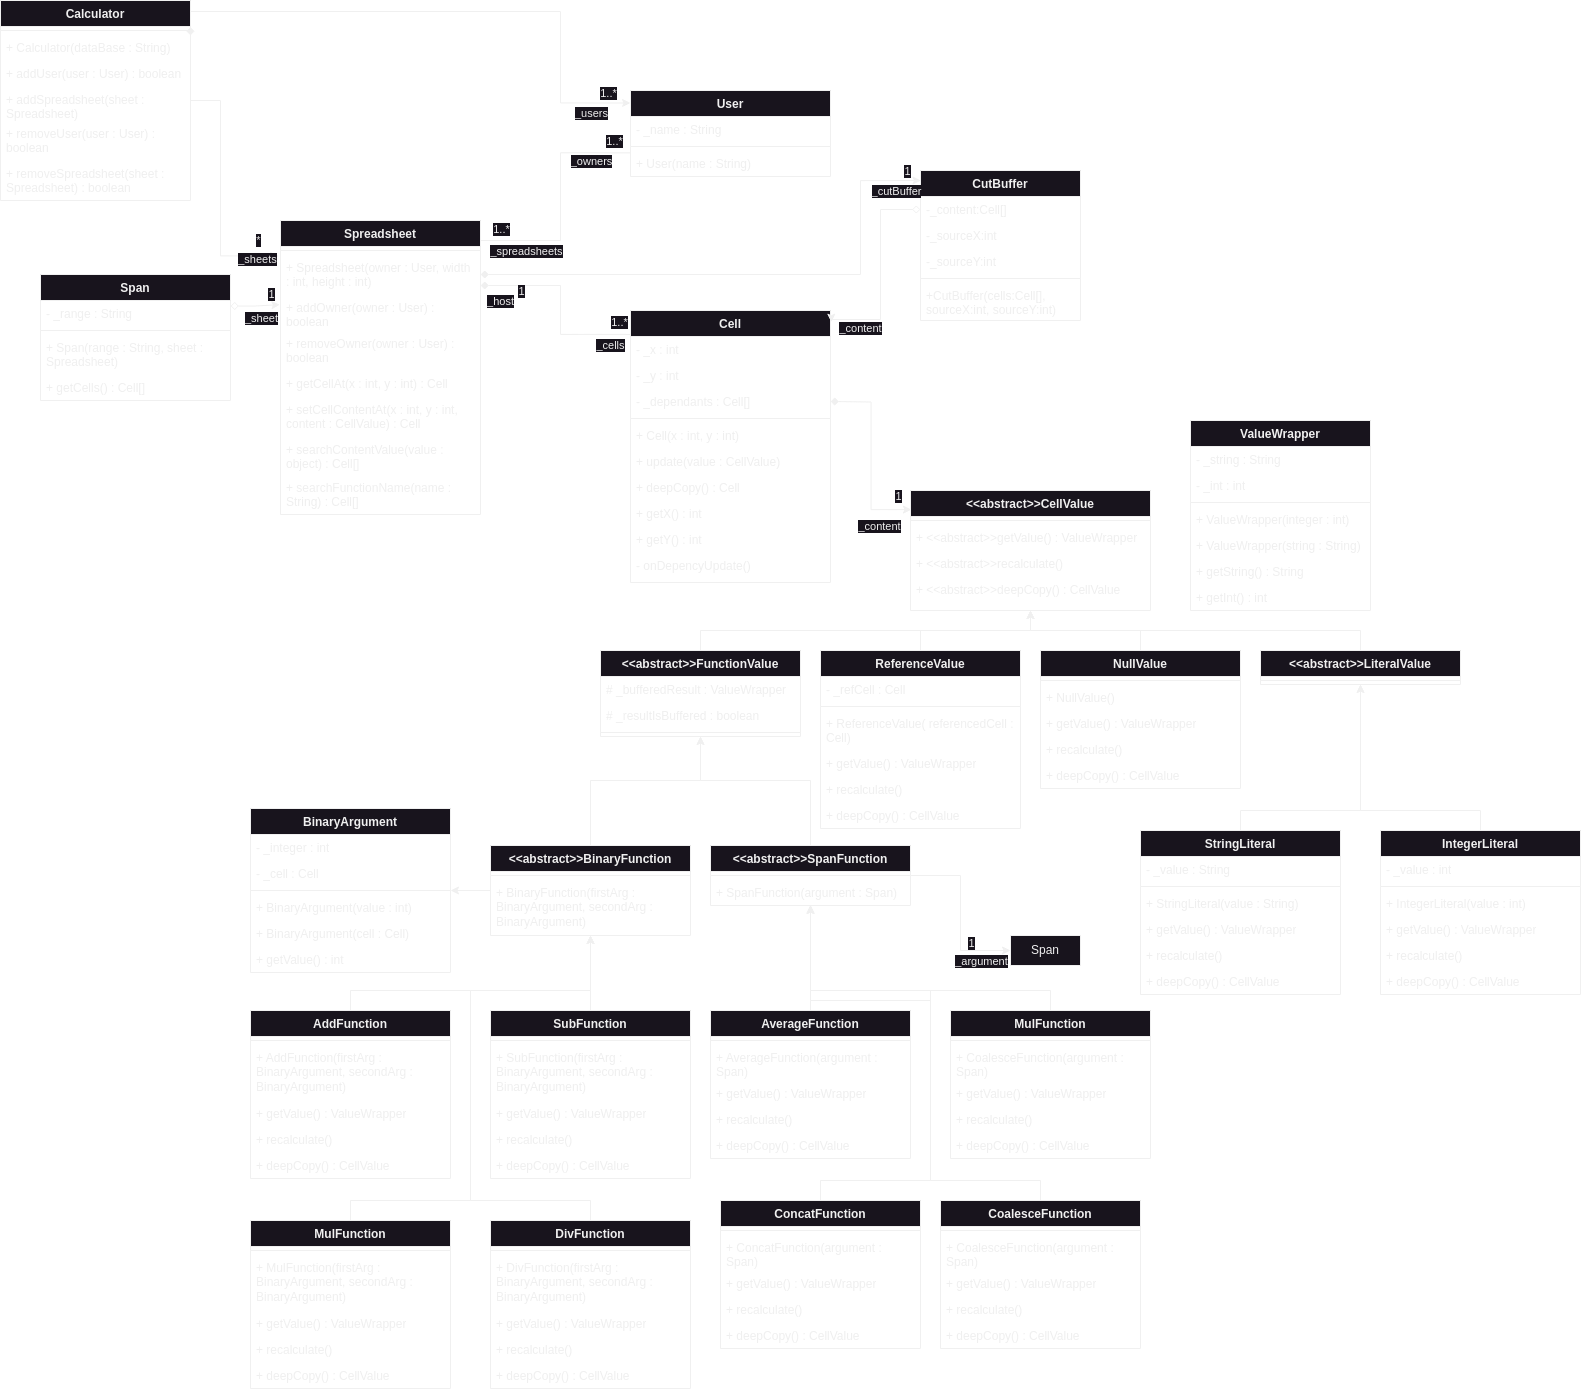 Calculator
+ Calculator(dataBase : String)
+ addUser(user : User) : boolean
+ addSpreadsheet(sheet :
Spreadsheet)
+ removeUser(user : User) :
boolean
+ removeSpreadsheet(sheet :
Spreadsheet) : boolean
1..*
_users
User
- _name : String
+ User(name : String)
1..*
_owners
1..*
_spreadsheets
*
_sheets
Spreadsheet
+ Spreadsheet(owner : User, width
: int, height : int)
+ addOwner(owner : User) :
boolean
+ removeOwner(owner : User) :
boolean
+ getCellAt(x : int, y : int) : Cell
+ setCellContentAt(x : int, y : int,
content : CellValue) : Cell
+ searchContentValue(value :
object) : Cell[]
+ searchFunctionName(name :
String) : Cell[]
Span
- _range : String
+ Span(range : String, sheet :
Spreadsheet)
+ getCells() : Cell[]
1
_sheet
1
_cutBuffer
CutBuffer
-_content:Cell[]
-_sourceX:int
-_sourceY:int
+CutBuffer(cells:Cell[],
sourceX:int, sourceY:int)
1
_host
1..*
_cells
_content
Cell
- _x : int
- _y : int
- _dependants : Cell[]
+ Cell(x : int, y : int)
+ update(value : CellValue)
+ deepCopy() : Cell
+ getX() : int
+ getY() : int
- onDepencyUpdate()
1
_content
<<abstract>>CellValue
+ <<abstract>>getValue() : ValueWrapper
+ <<abstract>>recalculate()
+ <<abstract>>deepCopy() : CellValue
ValueWrapper
- _string : String
- _int : int
+ ValueWrapper(integer : int)
+ ValueWrapper(string : String)
+ getString() : String
+ getInt() : int
<<abstract>>FunctionValue
# _bufferedResult : ValueWrapper
# _resultIsBuffered : boolean
ReferenceValue
- _refCell : Cell
+ ReferenceValue( referencedCell :
Cell)
+ getValue() : ValueWrapper
+ recalculate()
+ deepCopy() : CellValue
NullValue
+ NullValue()
+ getValue() : ValueWrapper
+ recalculate()
+ deepCopy() : CellValue
<<abstract>>LiteralValue
BinaryArgument
- _integer : int
- _cell : Cell
+ BinaryArgument(value : int)
+ BinaryArgument(cell : Cell)
+ getValue() : int
<<abstract>>BinaryFunction
+ BinaryFunction(firstArg :
BinaryArgument, secondArg :
BinaryArgument)
<<abstract>>SpanFunction
+ SpanFunction(argument : Span)
1
_argument
Span
StringLiteral
- _value : String
+ StringLiteral(value : String)
+ getValue() : ValueWrapper
+ recalculate()
+ deepCopy() : CellValue
IntegerLiteral
- _value : int
+ IntegerLiteral(value : int)
+ getValue() : ValueWrapper
+ recalculate()
+ deepCopy() : CellValue
AddFunction
+ AddFunction(firstArg :
BinaryArgument, secondArg :
BinaryArgument)
+ getValue() : ValueWrapper
+ recalculate()
+ deepCopy() : CellValue
SubFunction
+ SubFunction(firstArg :
BinaryArgument, secondArg :
BinaryArgument)
+ getValue() : ValueWrapper
+ recalculate()
+ deepCopy() : CellValue
AverageFunction
+ AverageFunction(argument :
Span)
+ getValue() : ValueWrapper
+ recalculate()
+ deepCopy() : CellValue
MulFunction
+ CoalesceFunction(argument :
Span)
+ getValue() : ValueWrapper
+ recalculate()
+ deepCopy() : CellValue
MulFunction
+ MulFunction(firstArg :
BinaryArgument, secondArg :
BinaryArgument)
+ getValue() : ValueWrapper
+ recalculate()
+ deepCopy() : CellValue
DivFunction
+ DivFunction(firstArg :
BinaryArgument, secondArg :
BinaryArgument)
+ getValue() : ValueWrapper
+ recalculate()
+ deepCopy() : CellValue
ConcatFunction
+ ConcatFunction(argument :
Span)
+ getValue() : ValueWrapper
+ recalculate()
+ deepCopy() : CellValue
CoalesceFunction
+ CoalesceFunction(argument :
Span)
+ getValue() : ValueWrapper
+ recalculate()
+ deepCopy() : CellValue